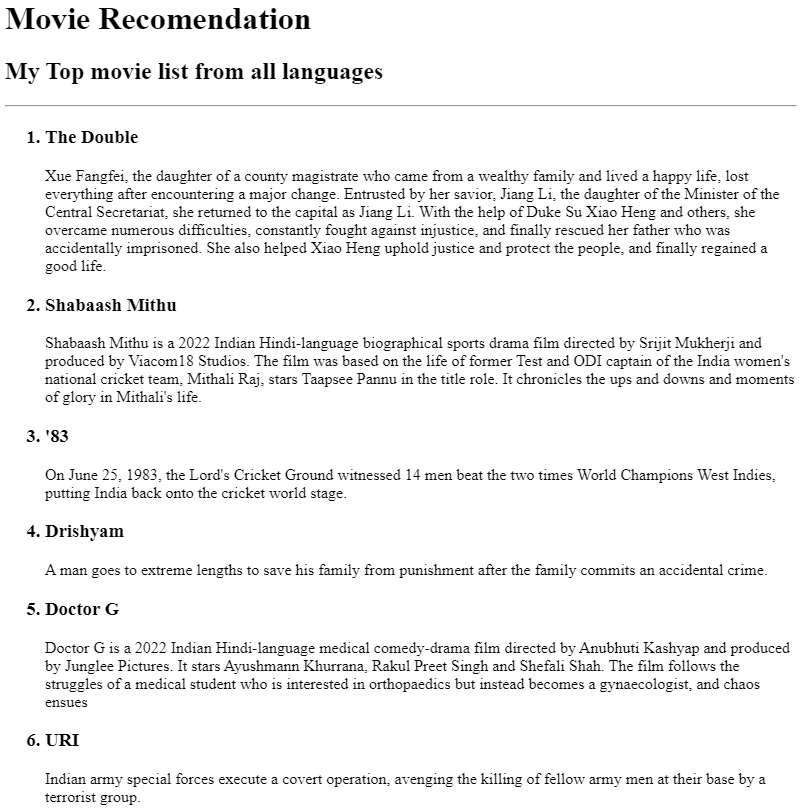 Movie Recomendation
My Top movie list from all languages
1. The Double
Xue Fangfei, the daughter of a county magistrate who came from a wealthy family and lived a happy life, lost
everything after encountering a major change. Entrusted by her savior, Jiang Li, the daughter of the Minister of the
Central Secretariat, she returned to the capital as Jiang Li. With the help of Duke Su Xiao Heng and others, she
overcame numerous difficulties, constantly fought against injustice, and finally rescued her father who was
accidentally imprisoned. She also helped Xiao Heng uphold justice and protect the people, and finally regained a
good life.
2. Shabaash Mithu
Shabaash Mithu is a 2022 Indian Hindi-language biographical sports drama film directed by Srijit Mukherji and
produced by Viacom18 Studios. The film was based on the life of former Test and ODI captain of the India women's
national cricket team, Mithali Raj, stars Taapsee Pannu in the title role. It chronicles the ups and downs and moments
of glory in Mithali's life.
3. '83
On June 25, 1983, the Lord's Cricket Ground witnessed 14 men beat the two times World Champions West Indies,
putting India back onto the cricket world stage.
4. Drishyam
A man goes to extreme lengths to save his family from punishment after the family commits an accidental crime.
5. Doctor G
Doctor G is a 2022 Indian Hindi-language medical comedy-drama film directed by Anubhuti Kashyap and produced
by Junglee Pictures. It stars Ayushmann Khurrana, Rakul Preet Singh and Shefali Shah. The film follows the
struggles of a medical student who is interested in orthopaedics but instead becomes a gynaecologist, and chaos
ensues
6. URI
Indian army special forces execute a covert operation, avenging the killing of fellow army men at their base by a
terrorist group.